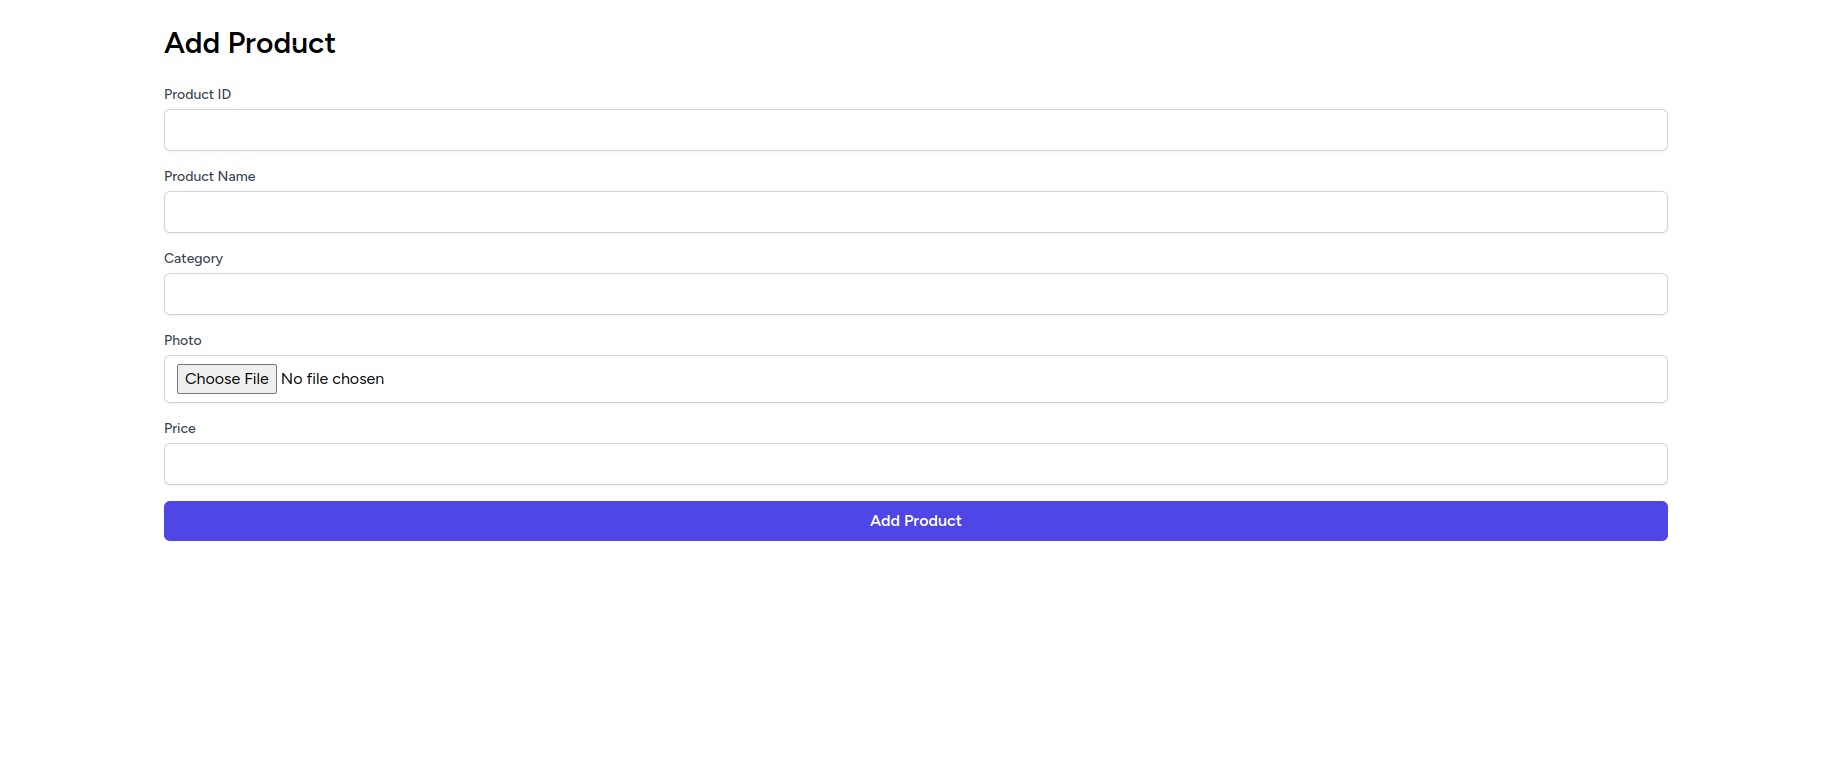 Add Product
Product ID
Product Name
Category
Photo
Choose File No file chosen
Price
Add Product